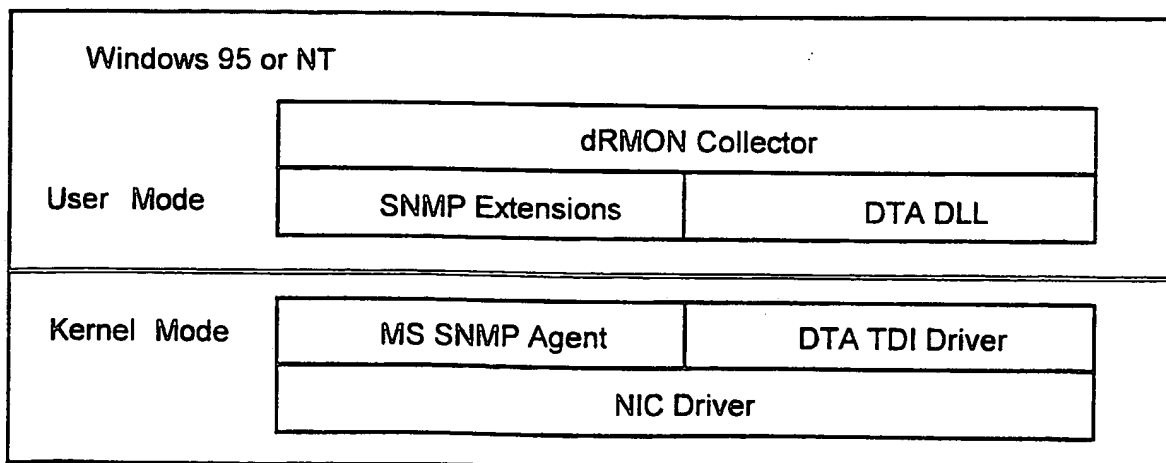 Windows 95 or NT
dRMON Collector
User Mode
SNMP Extensions
DTA DLL
Kernel Mode
MS SNMP Agent
DTA TDI Driver
NIC Driver